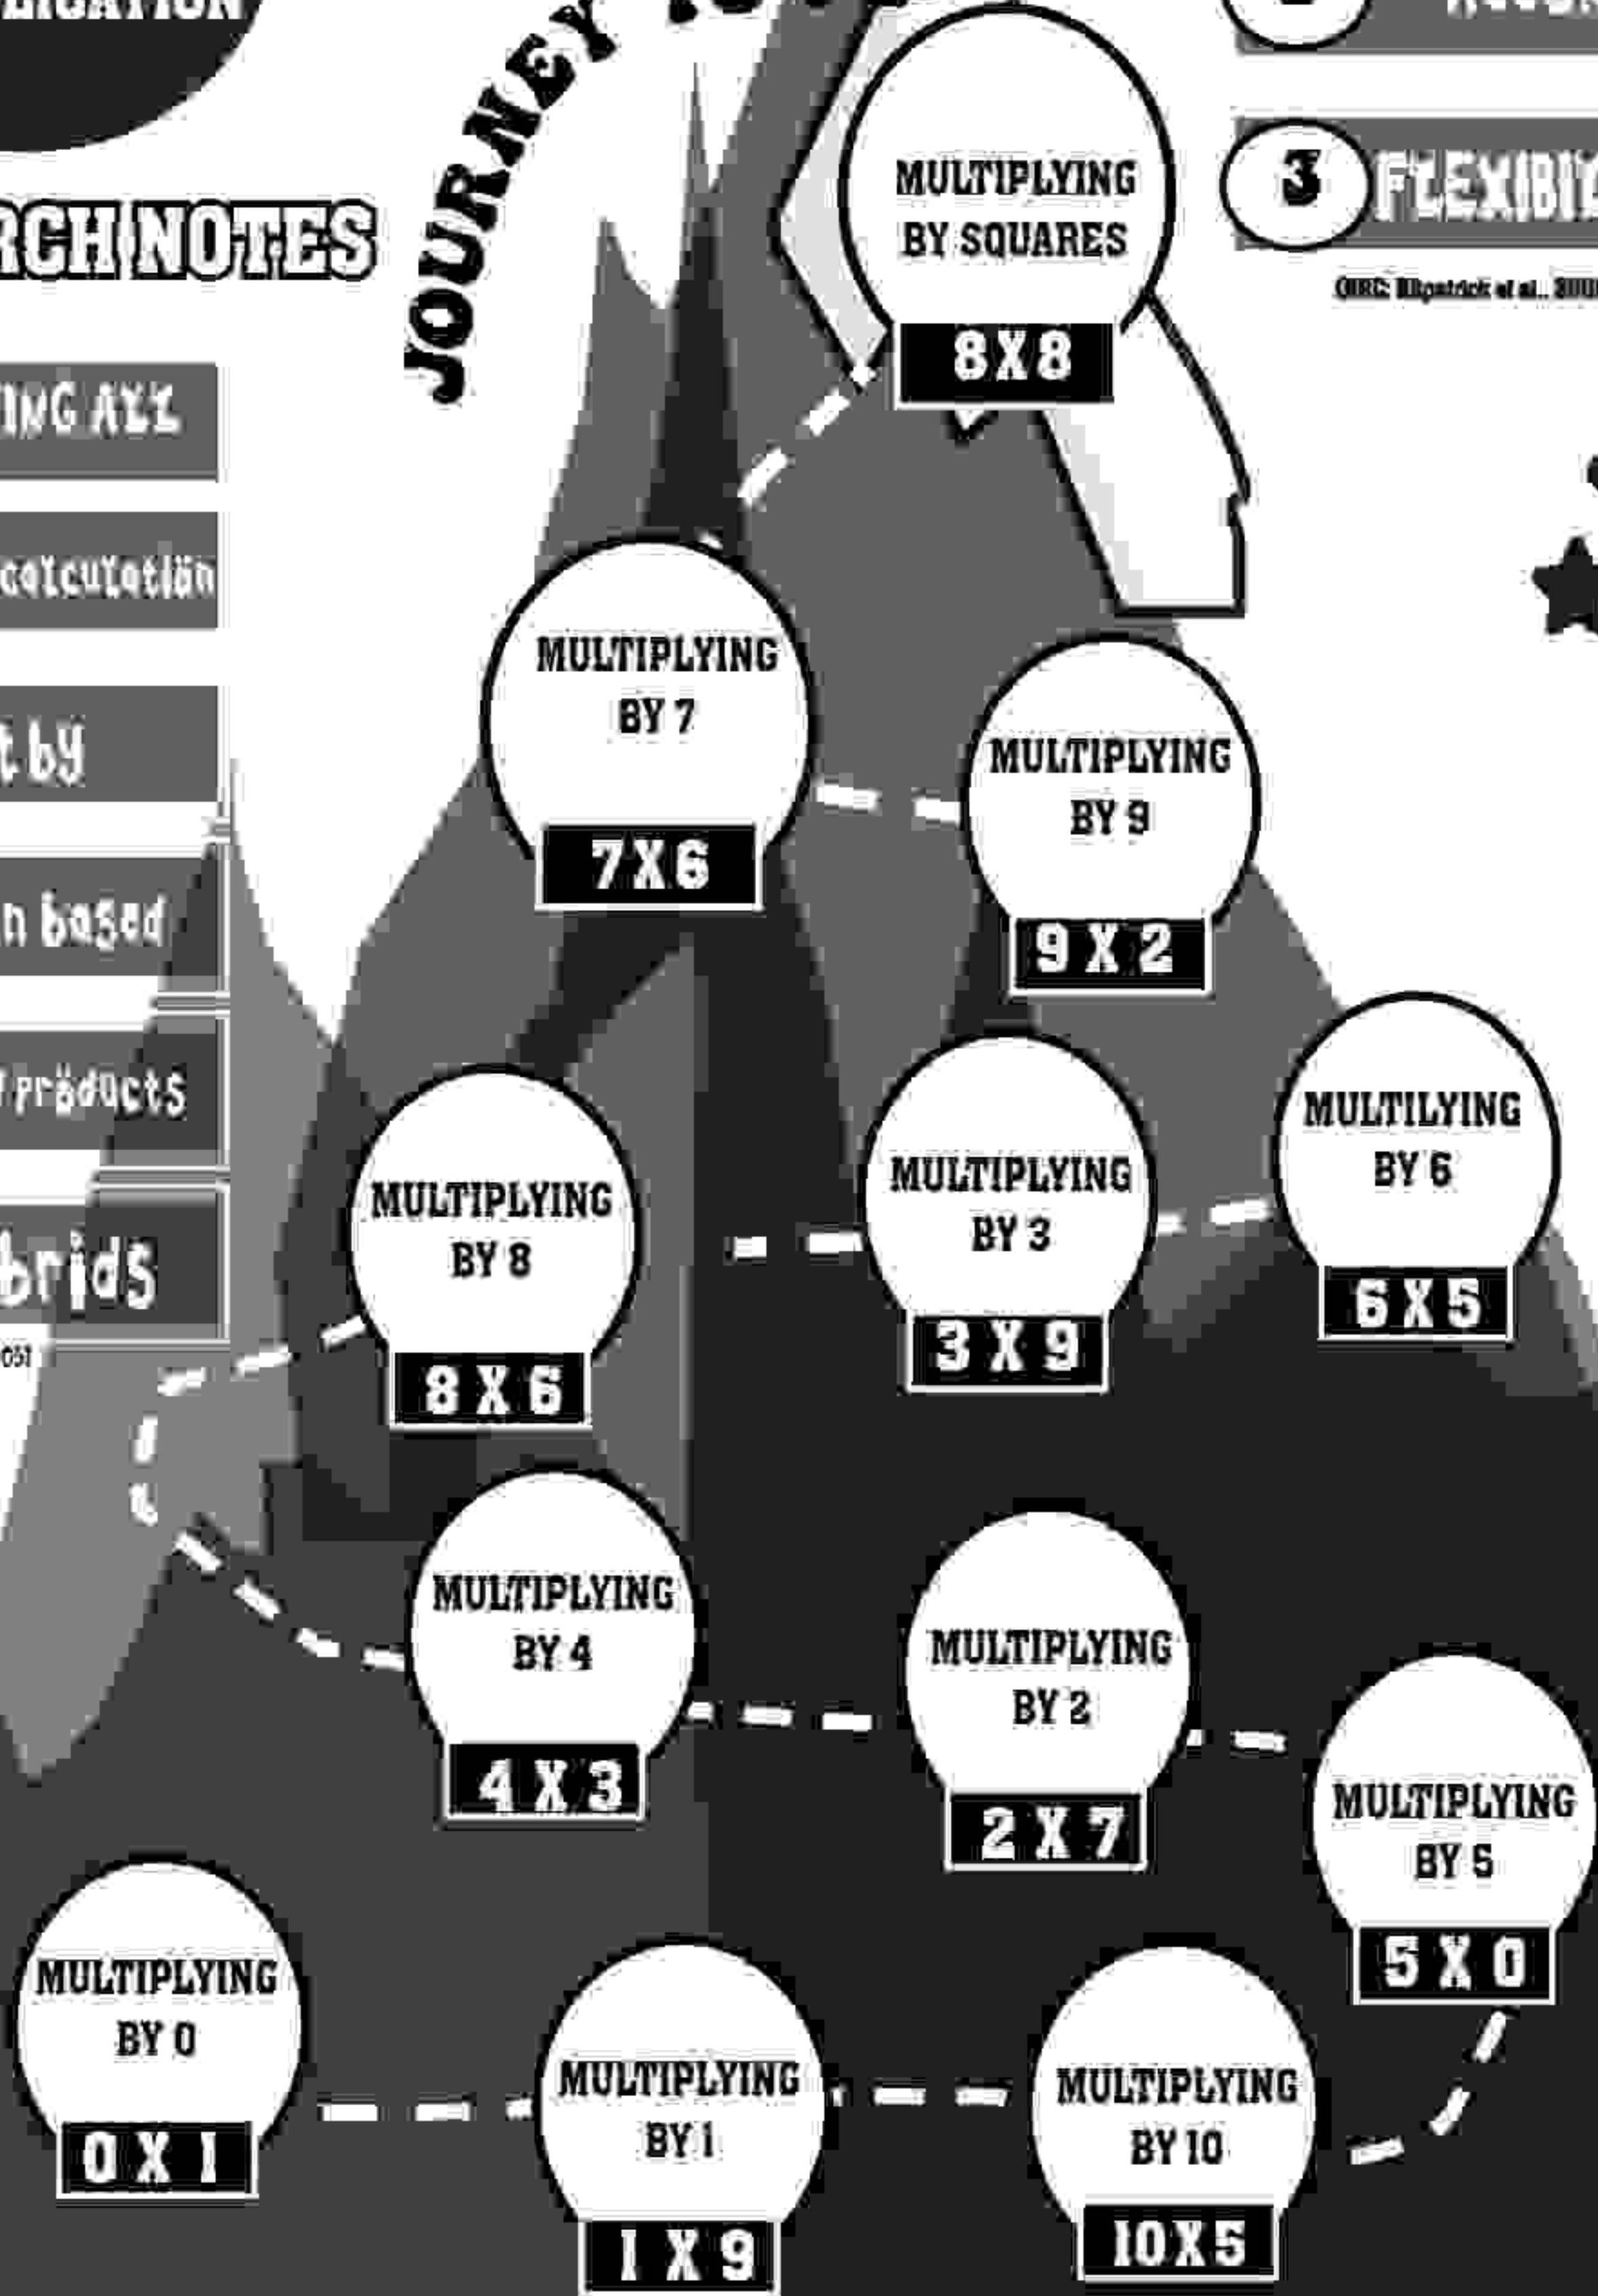 JOURNEY
MULTIPLYING
BY SQUARES
8X8
3
RCH NOTES
calculation
t by
n based
products
brids
MULTIPLYING
BY 7
7X6
MULTIPLYING
BY 9
9 X 2
MULTILYING
BY 6
6 X 5
MULTIPLYING
BY 3
3 X 9
MULTIPLYING
BY 8
8 X 6
MULTIPLYING
BY 4
4 X 3
MULTIPLYING
BY 2
2 X 7
MULTIPLYING
BY 5
5 X 0
MULTIPLYING
BY 0
0 X 1
MULTIPLYING
BY 1
1 X 9
MULTIPLYING
BY 10
10X5